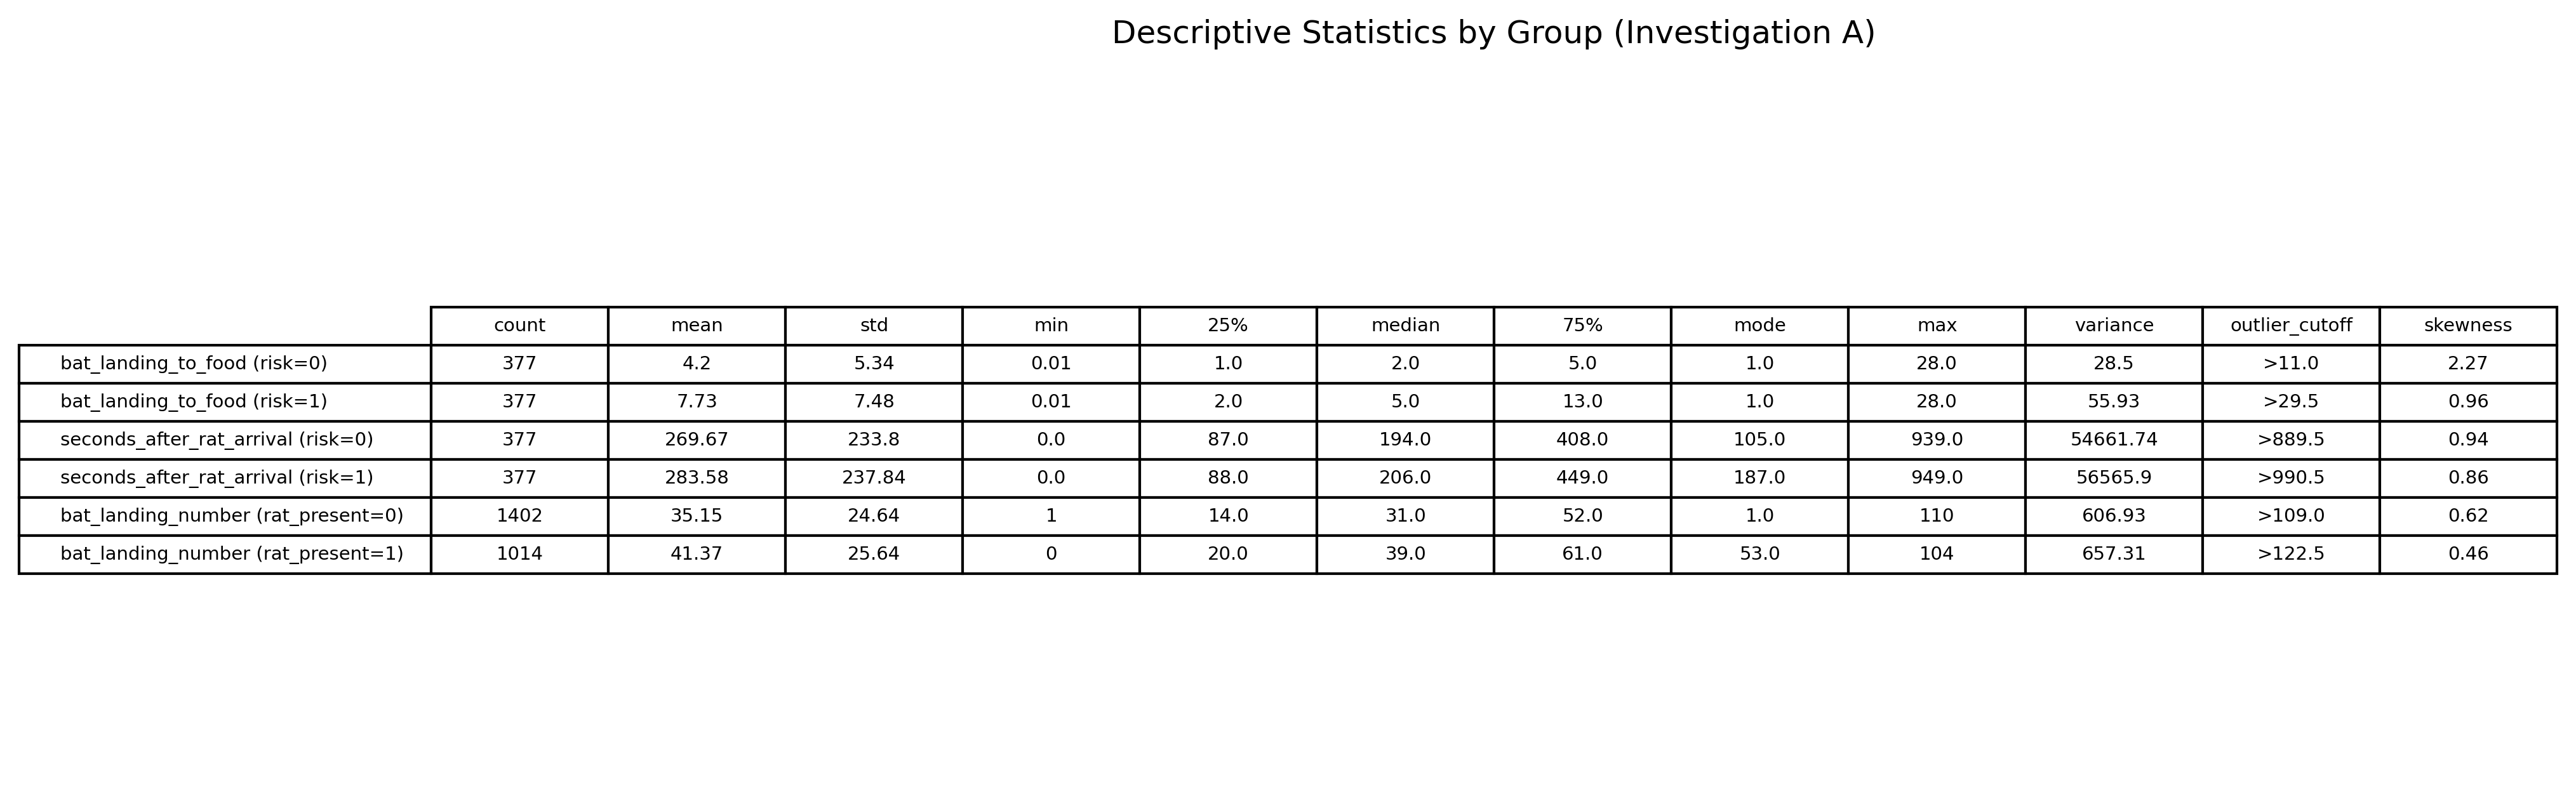 Descriptive Statistics by Group (Investigation A)
count mean std min 25% median 75% mode max variance outlier_cutoff skewness
bat_landing_to_food (risk=0) 377 4.2 5.34 0.01 1.0 2.0 5.0 1.0 28.0 28.5 >11.0 2.27
bat_landing_to_food (risk=1) 377 7.73 7.48 0.01 2.0 5.0 13.0 1.0 28.0 55.93 >29.5 0.96
seconds_after_rat_arrival (risk=0) 377 269.67 233.8 0.0 87.0 194.0 408.0 105.0 939.0 54661.74 >889.5 0.94
seconds_after_rat_arrival (risk=1) 377 283.58 237.84 0.0 88.0 206.0 449.0 187.0 949.0 56565.9 >990.5 0.86
bat_landing_number (rat_present=0) 1402 35.15 24.64 1 14.0 31.0 52.0 1.0 110 606.93 >109.0 0.62
bat_landing_number (rat_present=1) 1014 41.37 25.64 0 20.0 39.0 61.0 53.0 104 657.31 >122.5 0.46